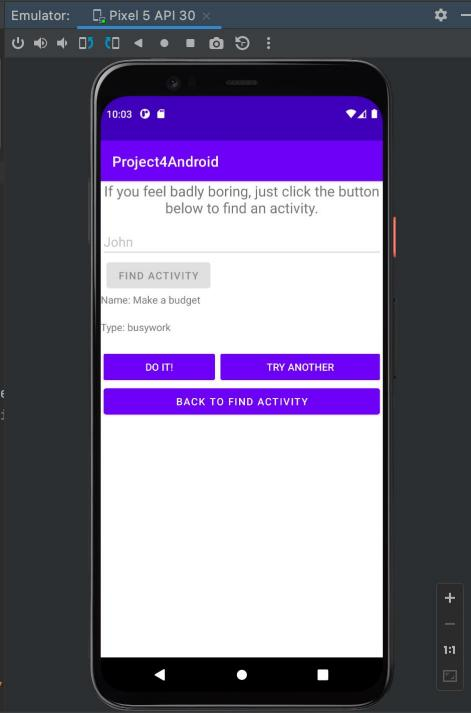 Emulator: Pixel 5 API 30
10:03
Project4Android
If you feel badly boring, just click the button
below to find an activity.
John
FIND ACTIVITY
Name: Make a budget
Type: busywork
DO IT! TRY ANOTHER
BACK TO FIND ACTIVITY
1:1